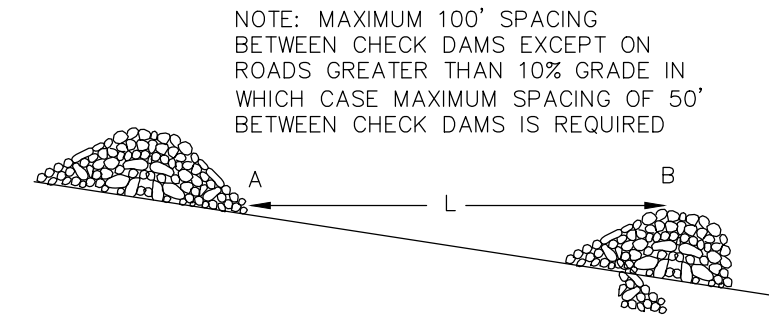 NOTE: MAXIMUM 100' SPACING
BETWEEN CHECK DAMS EXCEPT ON
ROADS GREATER THAN 10% GRADE IN
WHICH CASE MAXIMUM SPACING OF 50'
BETWEEN CHECK DAMS IS REQUIRED
A
B
L